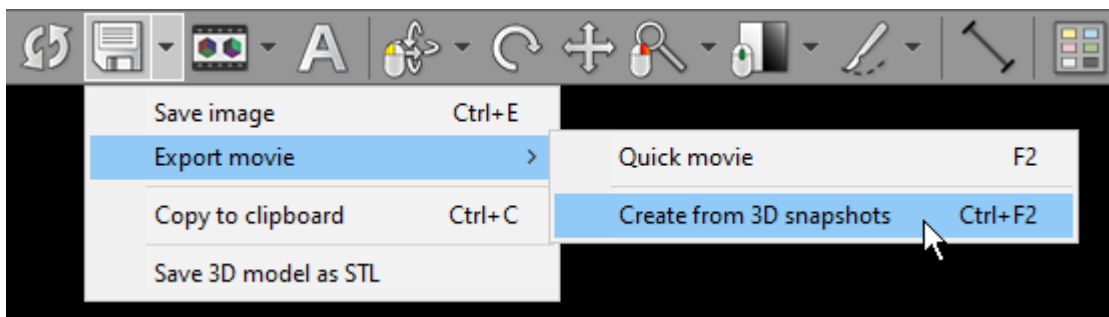 A
Save image Ctrl+E
Export movie >
Quick movie F2
Copy to clipboard Ctrl+C
Create from 3D snapshots Ctrl+F2
Save 3D model as STL